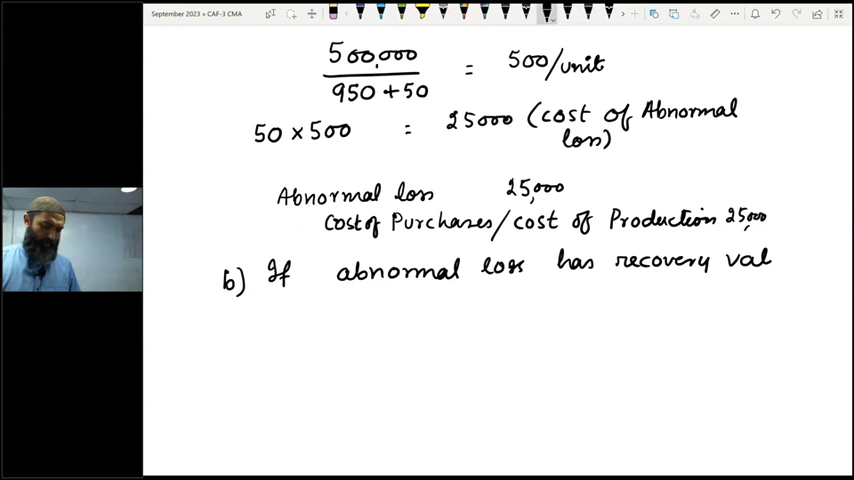 September 2023 • CAF-3 CMA
500,000
950 + 50
= 500/unit
50 × 500 = 25000 (cost of Abnormal
loss)
Abnormal loss 25,000
Cost of Purchases / cost of Production 25,000
b) If abnormal loss has recovery val